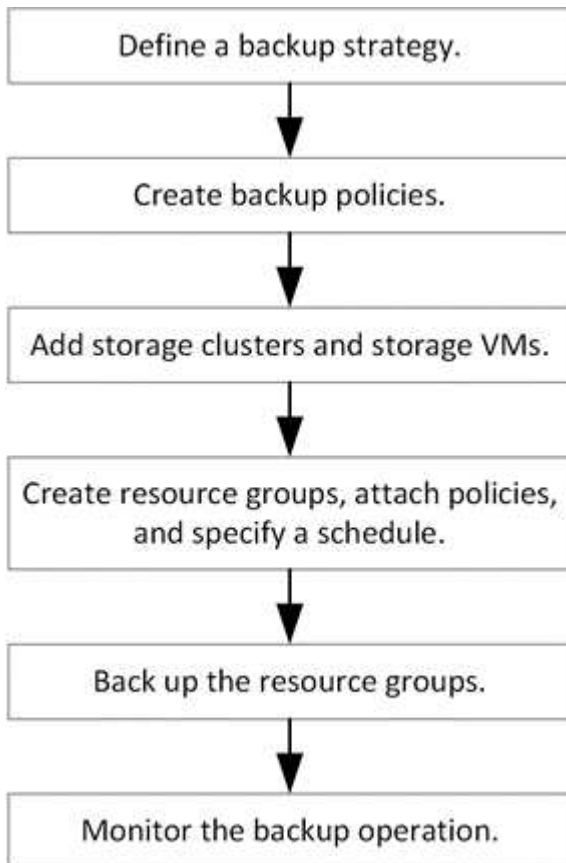 Define a backup strategy.
Create backup policies.
Add storage clusters and storage VMs.
Create resource groups, attach policies,
and specify a schedule.
Back up the resource groups.
Monitor the backup operation.